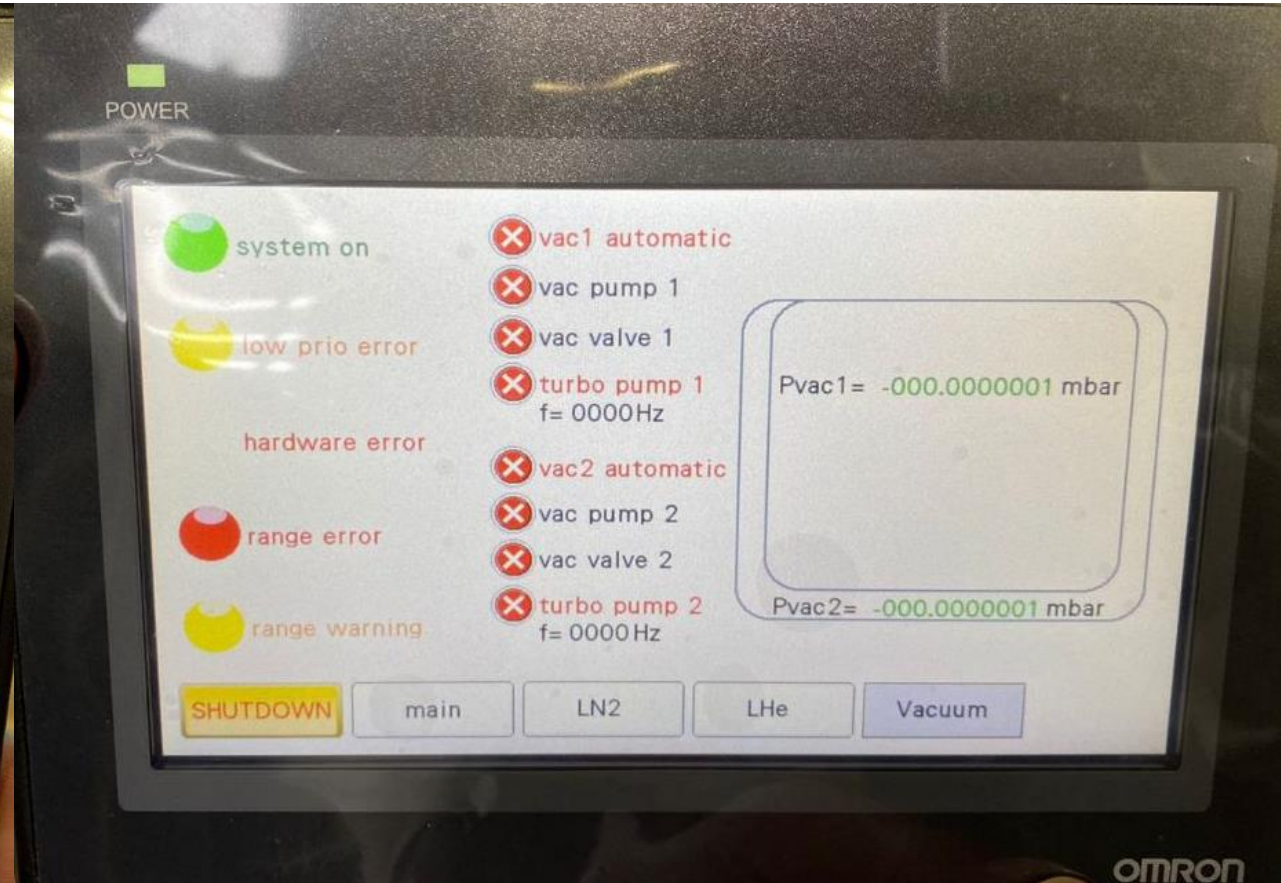 POWER
system on
low prio error
hardware error
range error
range warning
vac1 automatic
vac pump 1
vac valve 1
turbo pump 1
f= 0000Hz
vac2 automatic
vac pump 2
vac valve 2
turbo pump 2
f= 0000Hz
Pvac1= -000.0000001 mbar
Pvac2= -000.0000001 mbar
SHUTDOWN main LN2 LHe Vacuum
OMRON